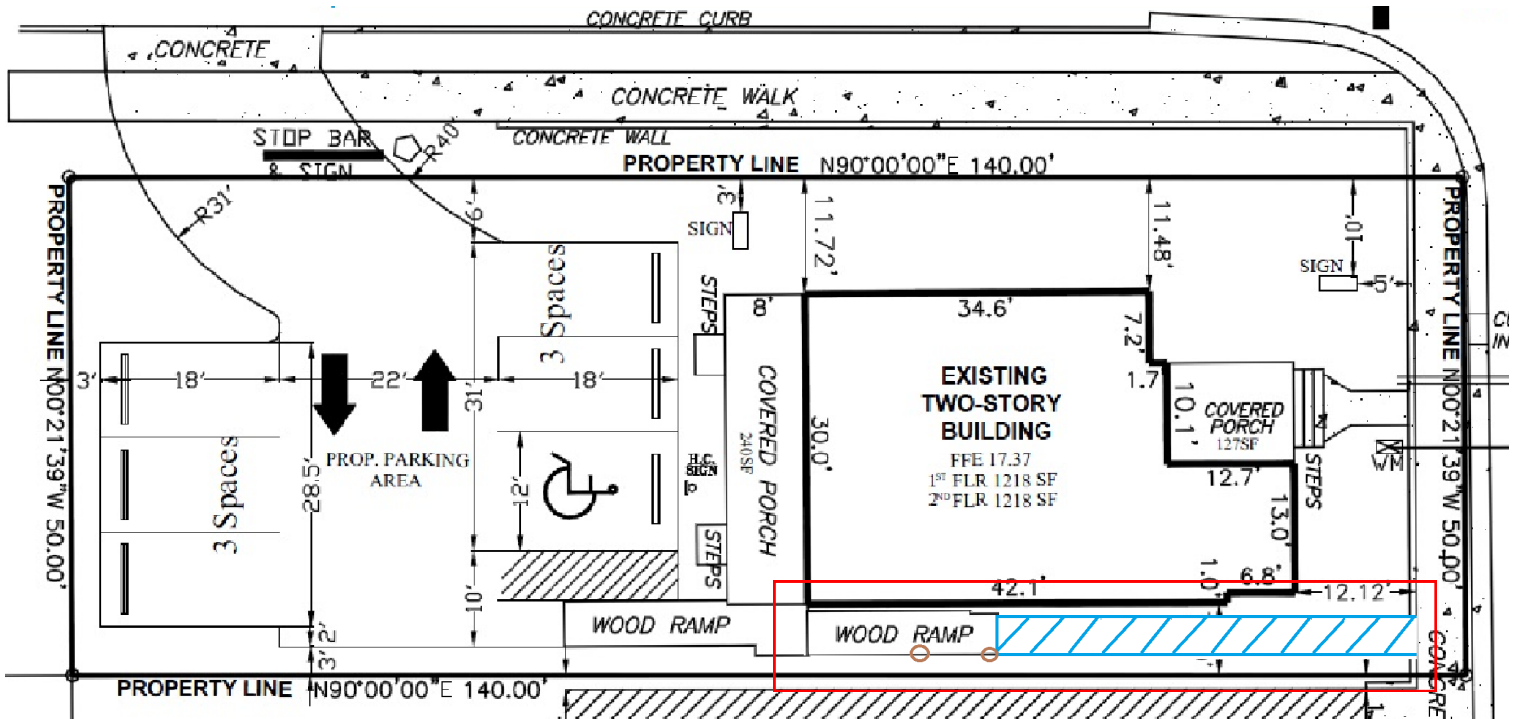 CONCRETE CURB
CONCRETE
CONCRETE WALK
CONCRETE WALL
STOP BAR
& SIGN
R40'
PROPERTY LINE N90°00'00"E 140.00'
R31'
6'
3'
SIGN
11.72'
11.48'
10'
SIGN
5'
PROPERTY LINE N00°21'39"W 50.00'
PROPERTY LINE N00°21'39"W 50.00'
3 Spaces
STEPS
8'
34.6'
7.2'
3'
18'
22'
18'
31'
1.7'
COVERED PORCH
240SF
30.0'
EXISTING
TWO-STORY
BUILDING
FFE 17.37
1ST FLR 1218 SF
2ND FLR 1218 SF
10.1'
COVERED
PORCH
127SF
STEPS
WM
12.7'
13.0'
3 Spaces
28.5'
PROP. PARKING
AREA
12'
H.C.
SIGN
STEPS
42.1'
1.0'
6.8'
12.12'
10'
WOOD RAMP
WOOD RAMP
3'
2'
PROPERTY LINE N90°00'00"E 140.00'